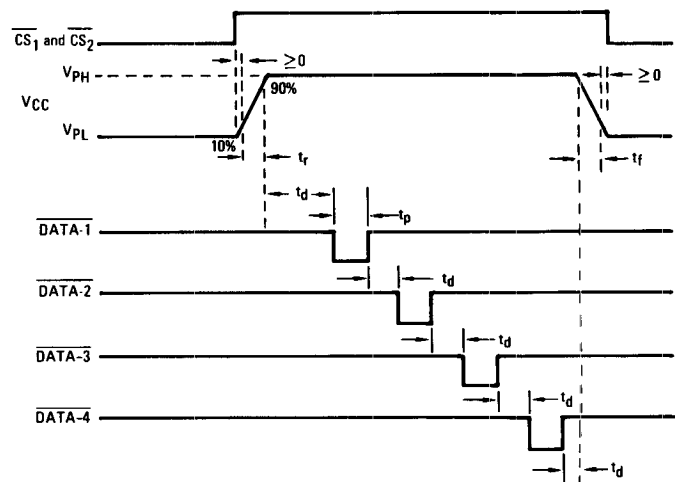 CS1 and CS2
≥0
≥0
VPH
90%
VCC
VPL
10%
tr
tf
td
tp
DATA-1
td
DATA-2
td
DATA-3
td
DATA-4
td